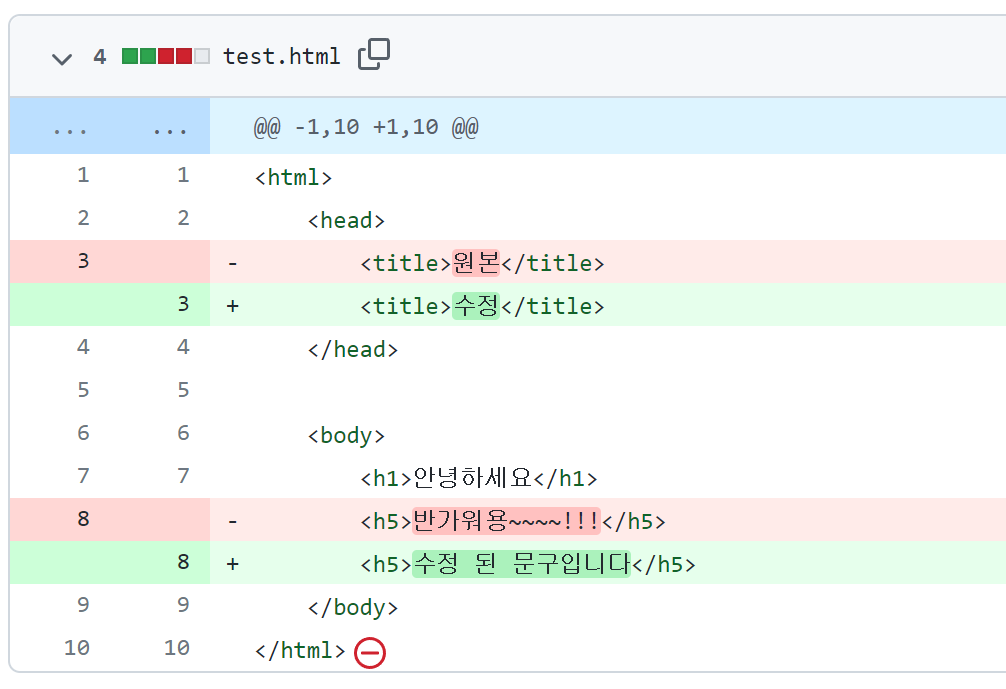 4 test.html
... ... @@ -1,10 +1,10 @@
1 1 <html>
2 2 <head>
3 - <title>원본</title>
3 + <title>수정</title>
4 4 </head>
5 5
6 6 <body>
7 7 <h1>안녕하세요</h1>
8 - <h5>반가워용~~~~!!!</h5>
8 + <h5>수정 된 문구입니다</h5>
9 9 </body>
10 10 </html>